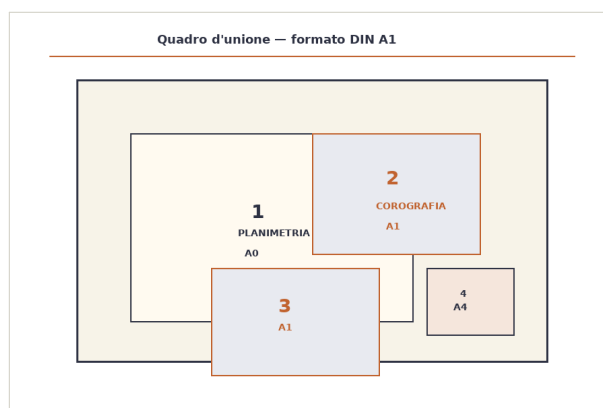 Quadro d'unione — formato DIN A1
1
PLANIMETRIA
A0
2
COROGRAFIA
A1
3
A1
4
A4